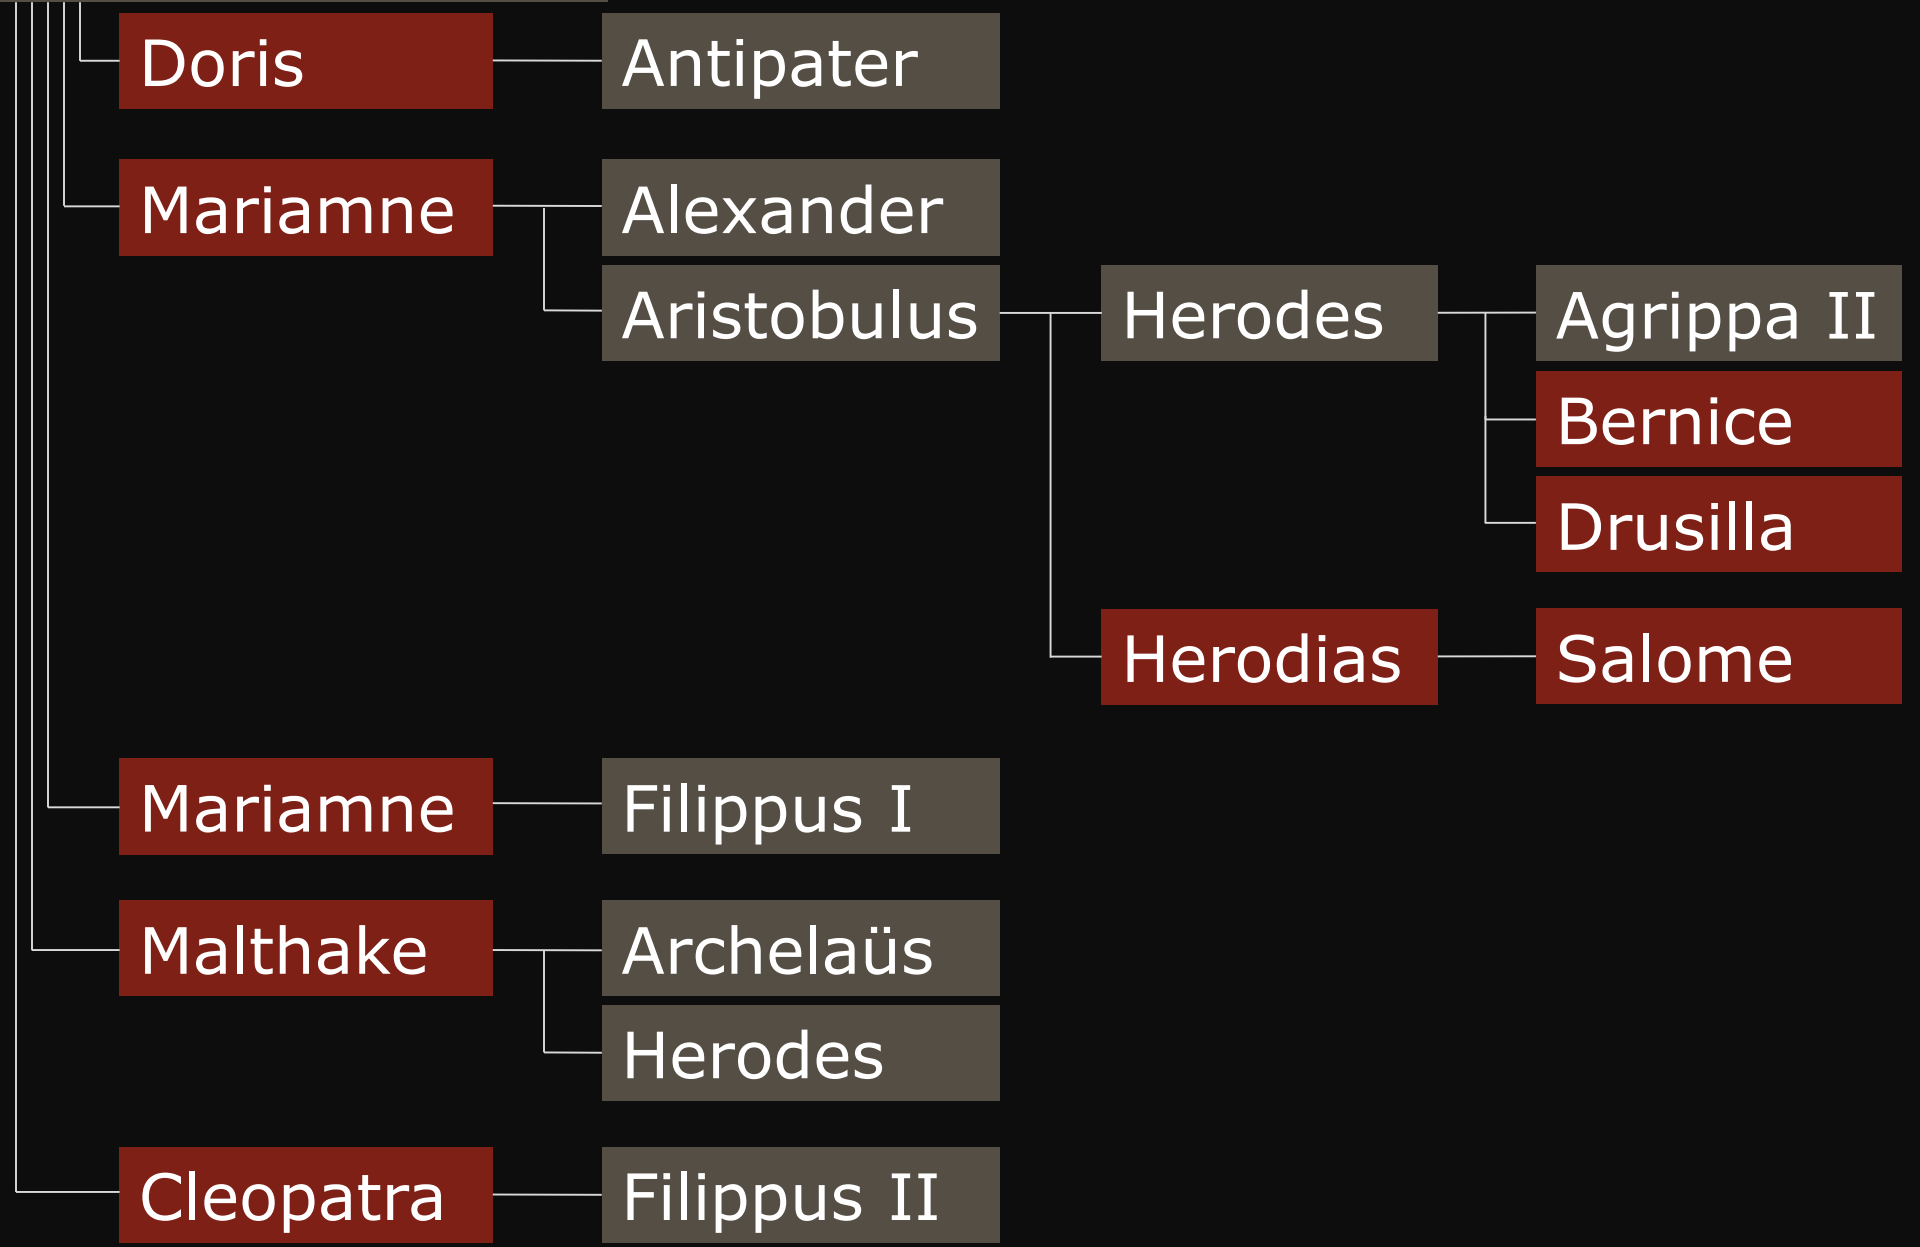 Doris
Antipater
Mariamne
Alexander
Aristobulus
Herodes
Agrippa II
Bernice
Drusilla
Herodias
Salome
Mariamne
Filippus I
Malthake
Archelaüs
Herodes
Cleopatra
Filippus II